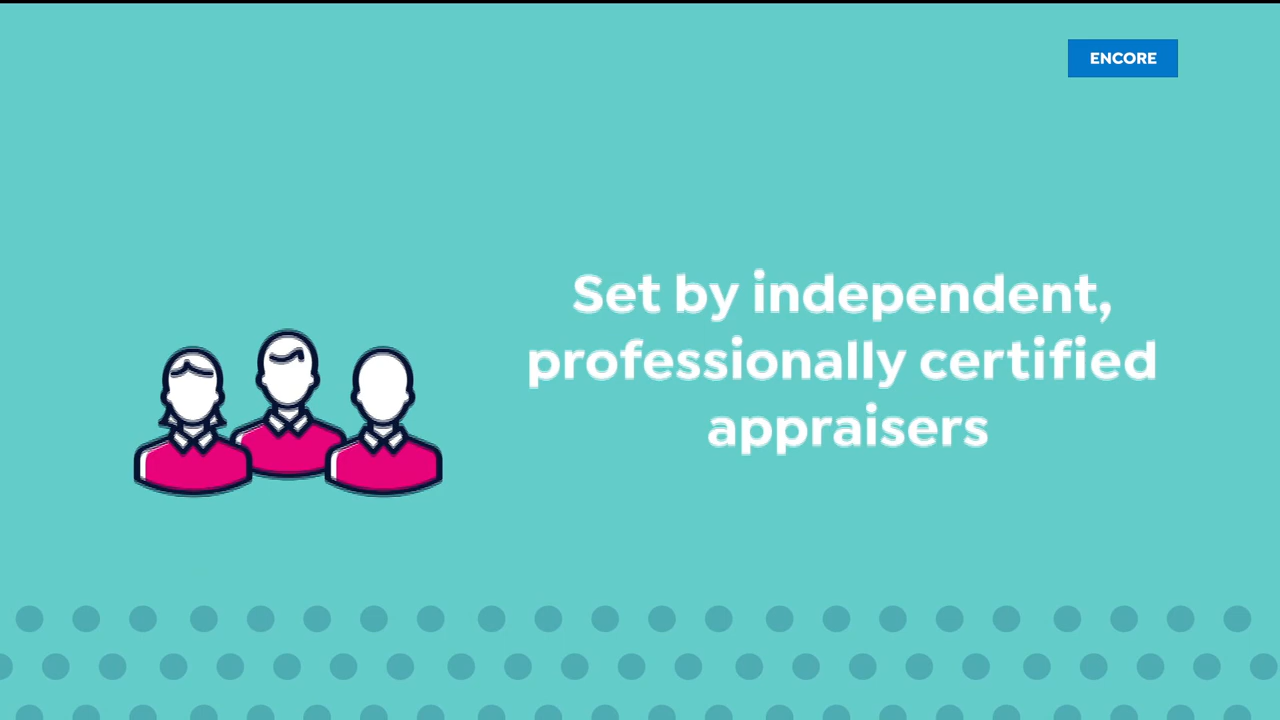 ENCORE
Set by independent,
professionally certified
appraisers